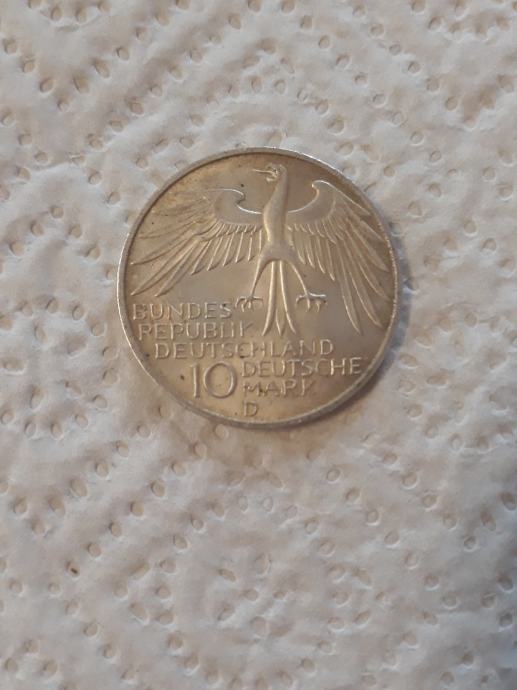 BUNDES
REPUBLIK
DEUTSCHLAND
10 DEUTSCHE
MARK
D